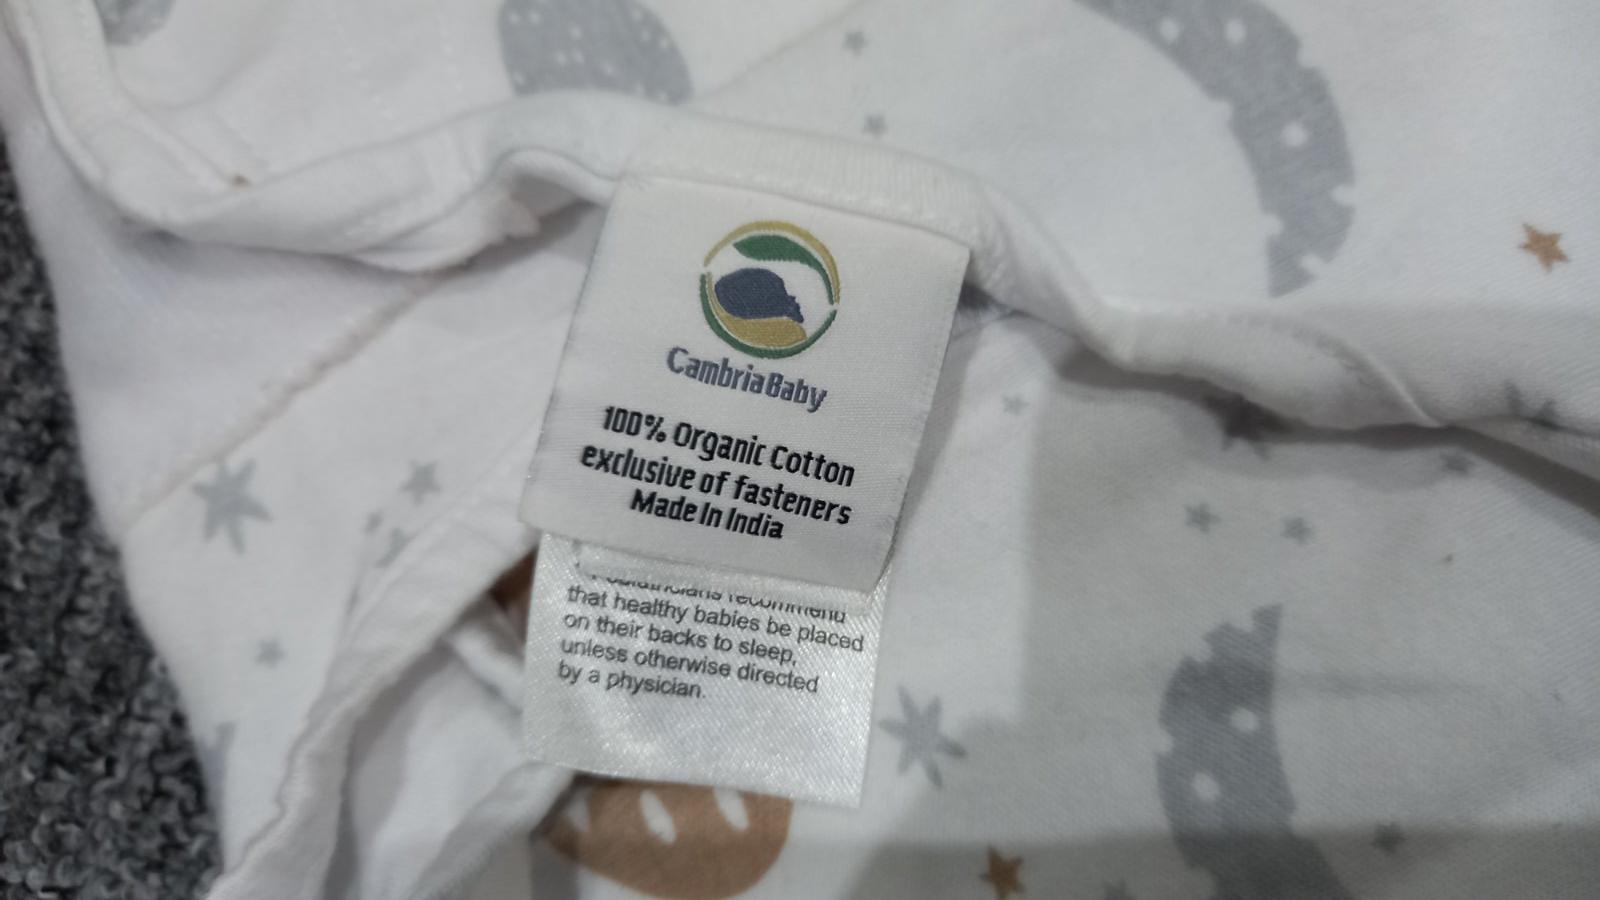 CambriaBaby
100% Organic Cotton
exclusive of fasteners
Made In India
recommend
that healthy babies be placed
on their backs to sleep,
unless otherwise directed
by a physician.